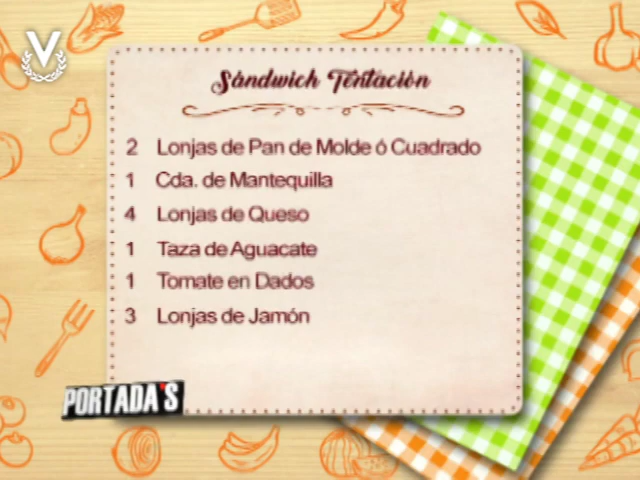 V
Sándwich Tentación
2 Lonjas de Pan de Molde ó Cuadrado
1 Cda. de Mantequilla
4 Lonjas de Queso
1 Taza de Aguacate
1 Tomate en Dados
3 Lonjas de Jamón
PORTADA'S